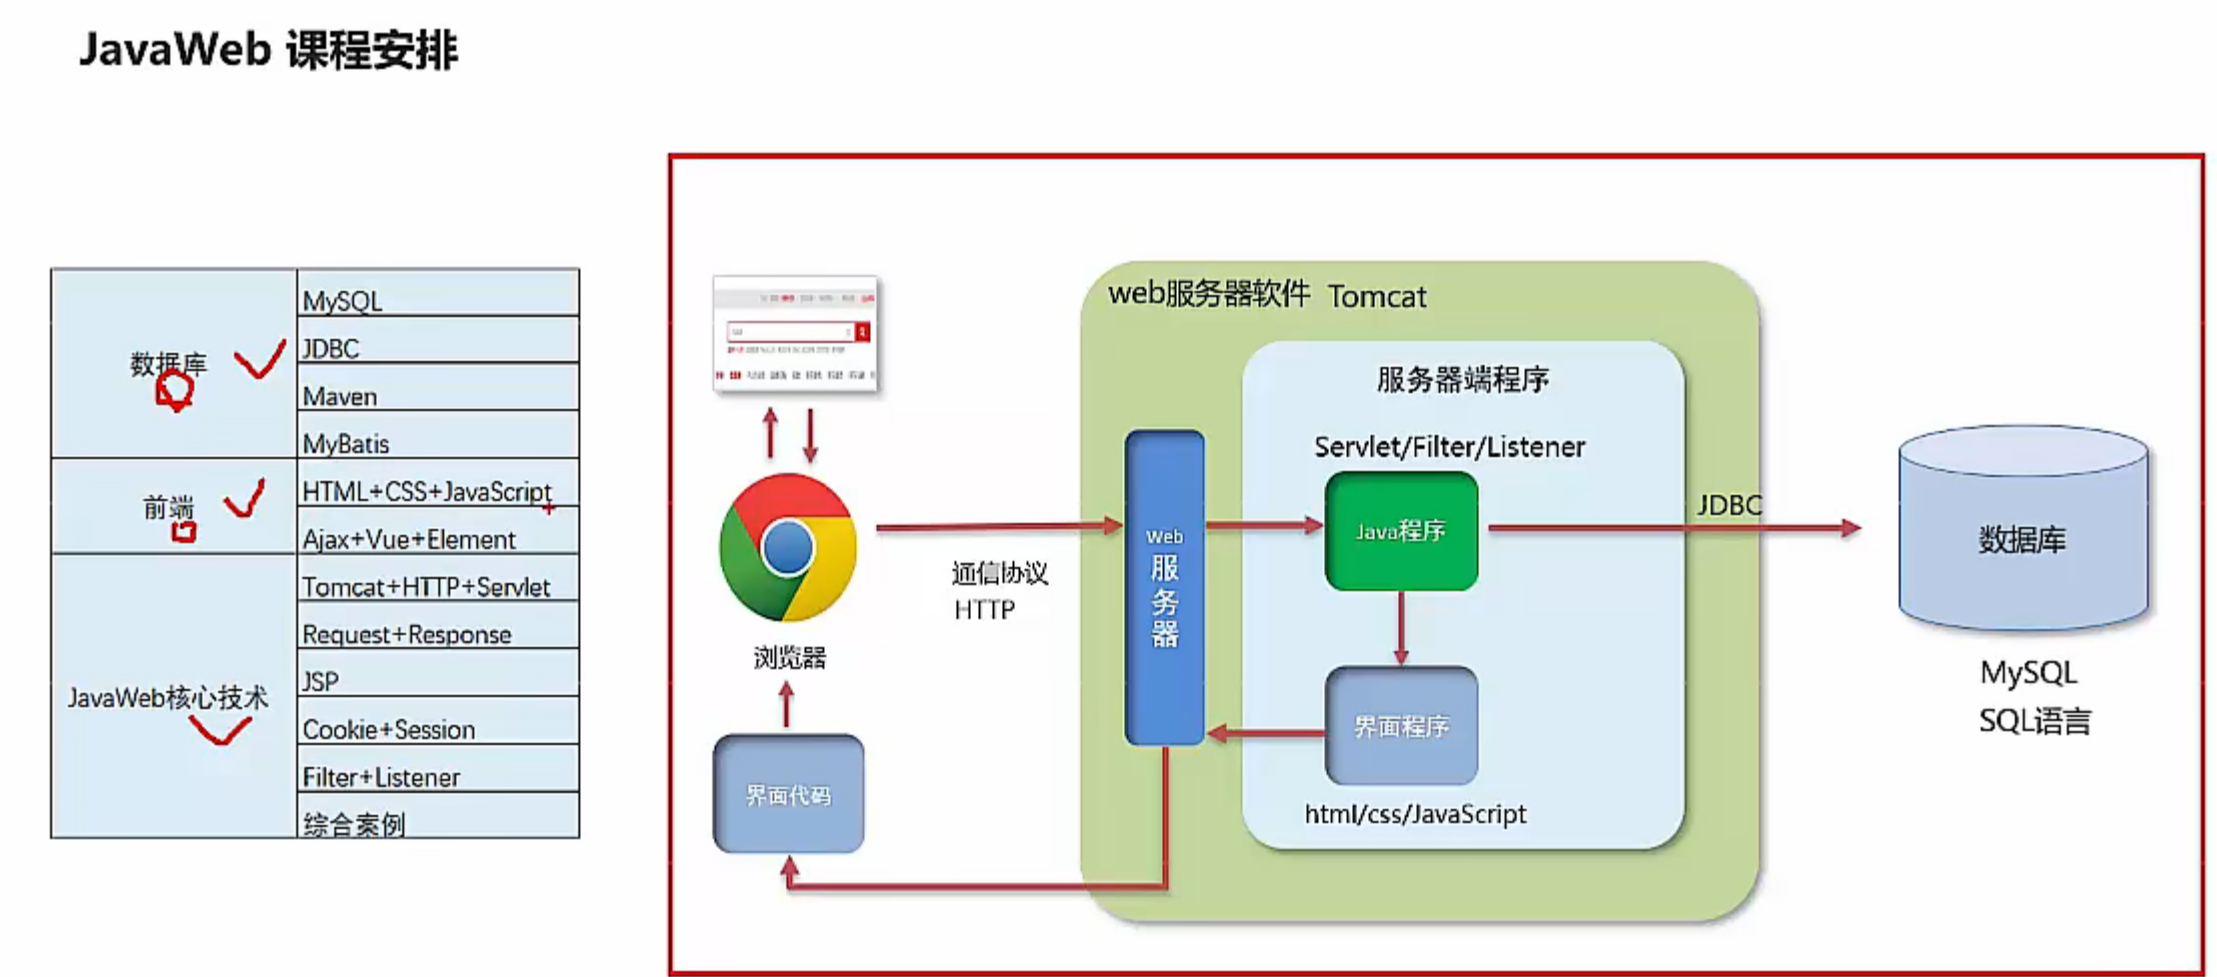 JavaWeb 课程安排
数据库
MySQL
JDBC
Maven
MyBatis
前端
HTML+CSS+JavaScript
Ajax+Vue+Element
JavaWeb核心技术
Tomcat+HTTP+Servlet
Request+Response
JSP
Cookie+Session
Filter+Listener
综合案例
浏览器
界面代码
通信协议
HTTP
web服务器软件 Tomcat
Web
服
务
器
服务器端程序
Servlet/Filter/Listener
Java程序
界面程序
html/css/JavaScript
JDBC
数据库
MySQL
SQL语言